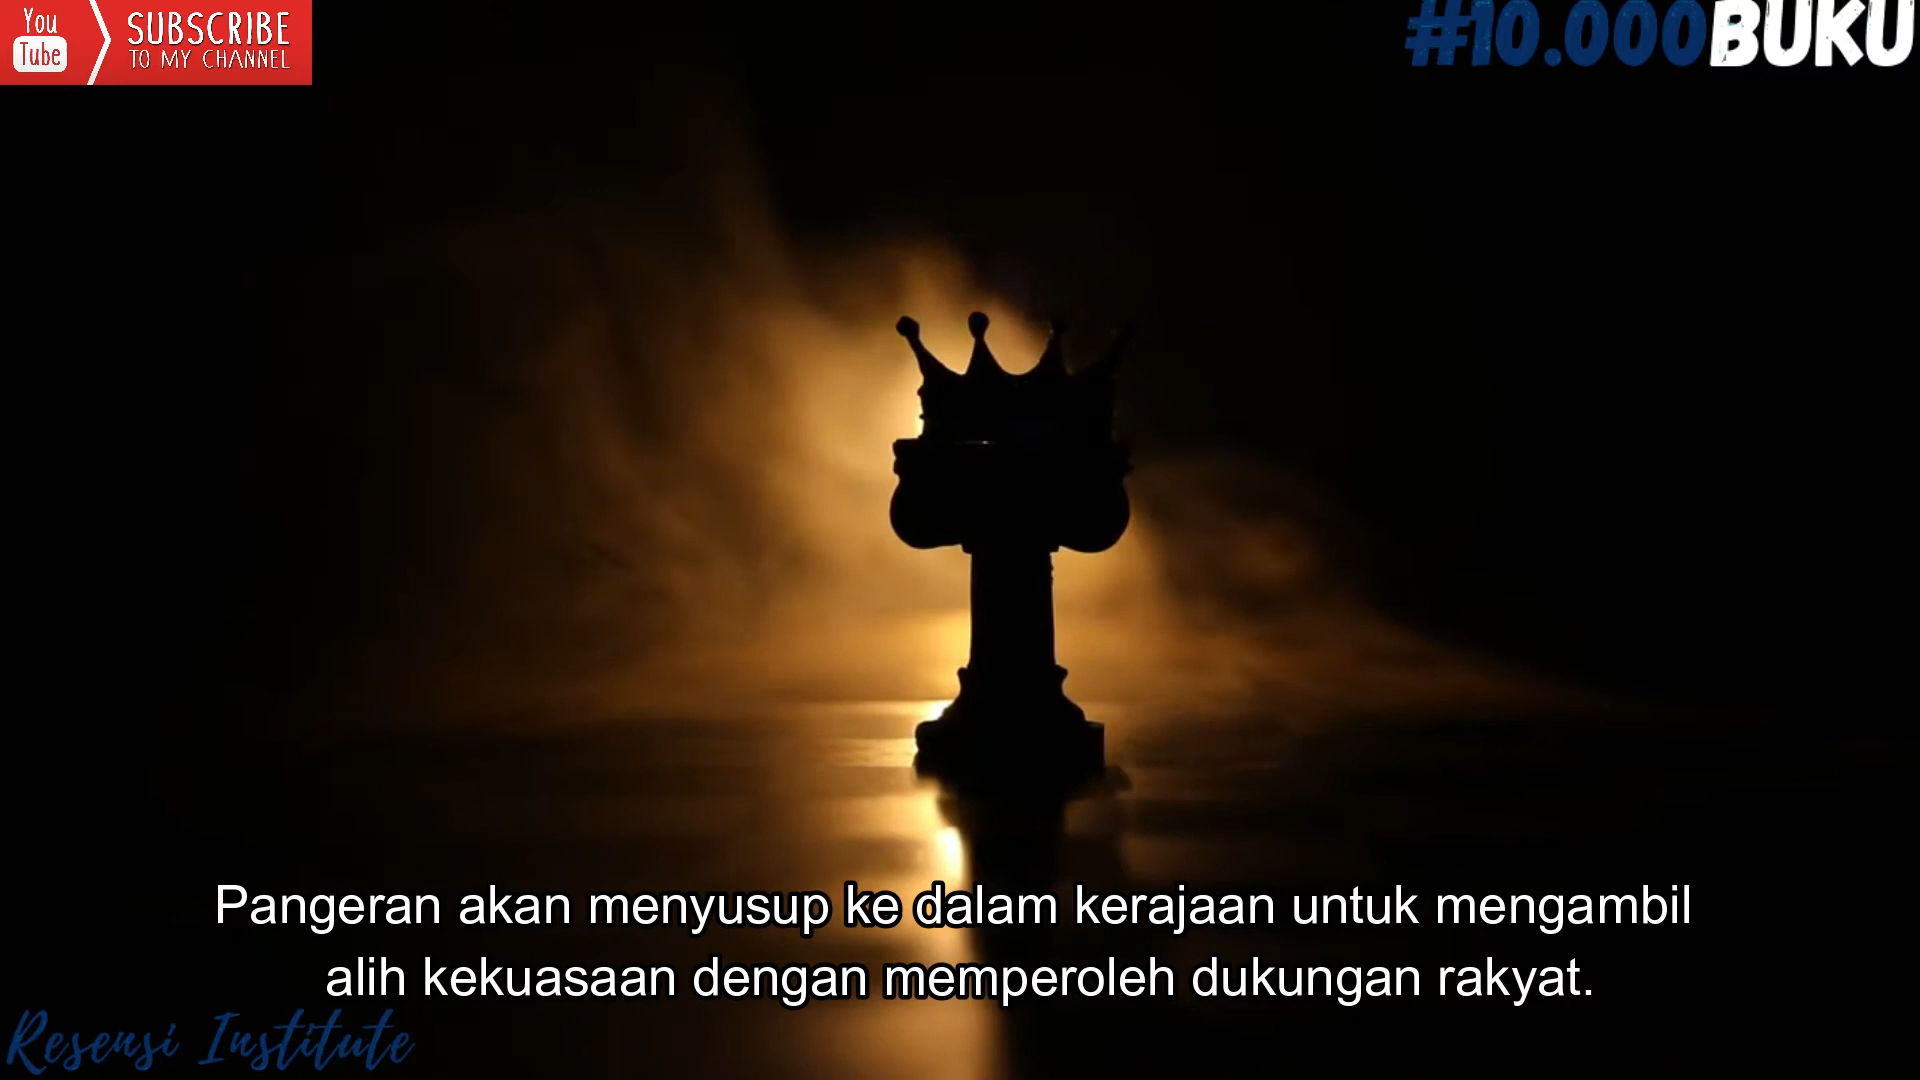 You
Tube
SUBSCRIBE
TO MY CHANNEL
#10.000BUKU
Pangeran akan menyusup ke dalam kerajaan untuk mengambil
alih kekuasaan dengan memperoleh dukungan rakyat.
Resensi Institute